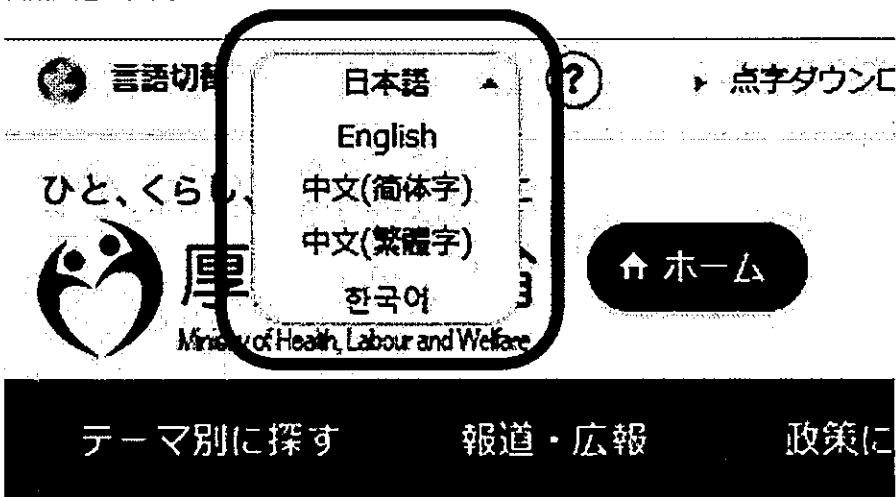 言語切替 日本語 ▲ ? ▶ 点字ダウンロ
English
ひと、くらし、
中文(简体字)
中文(繁體字)
厚
한국어
ホーム
Ministry of Health, Labour and Welfare
テーマ別に探す 報道・広報 政策に